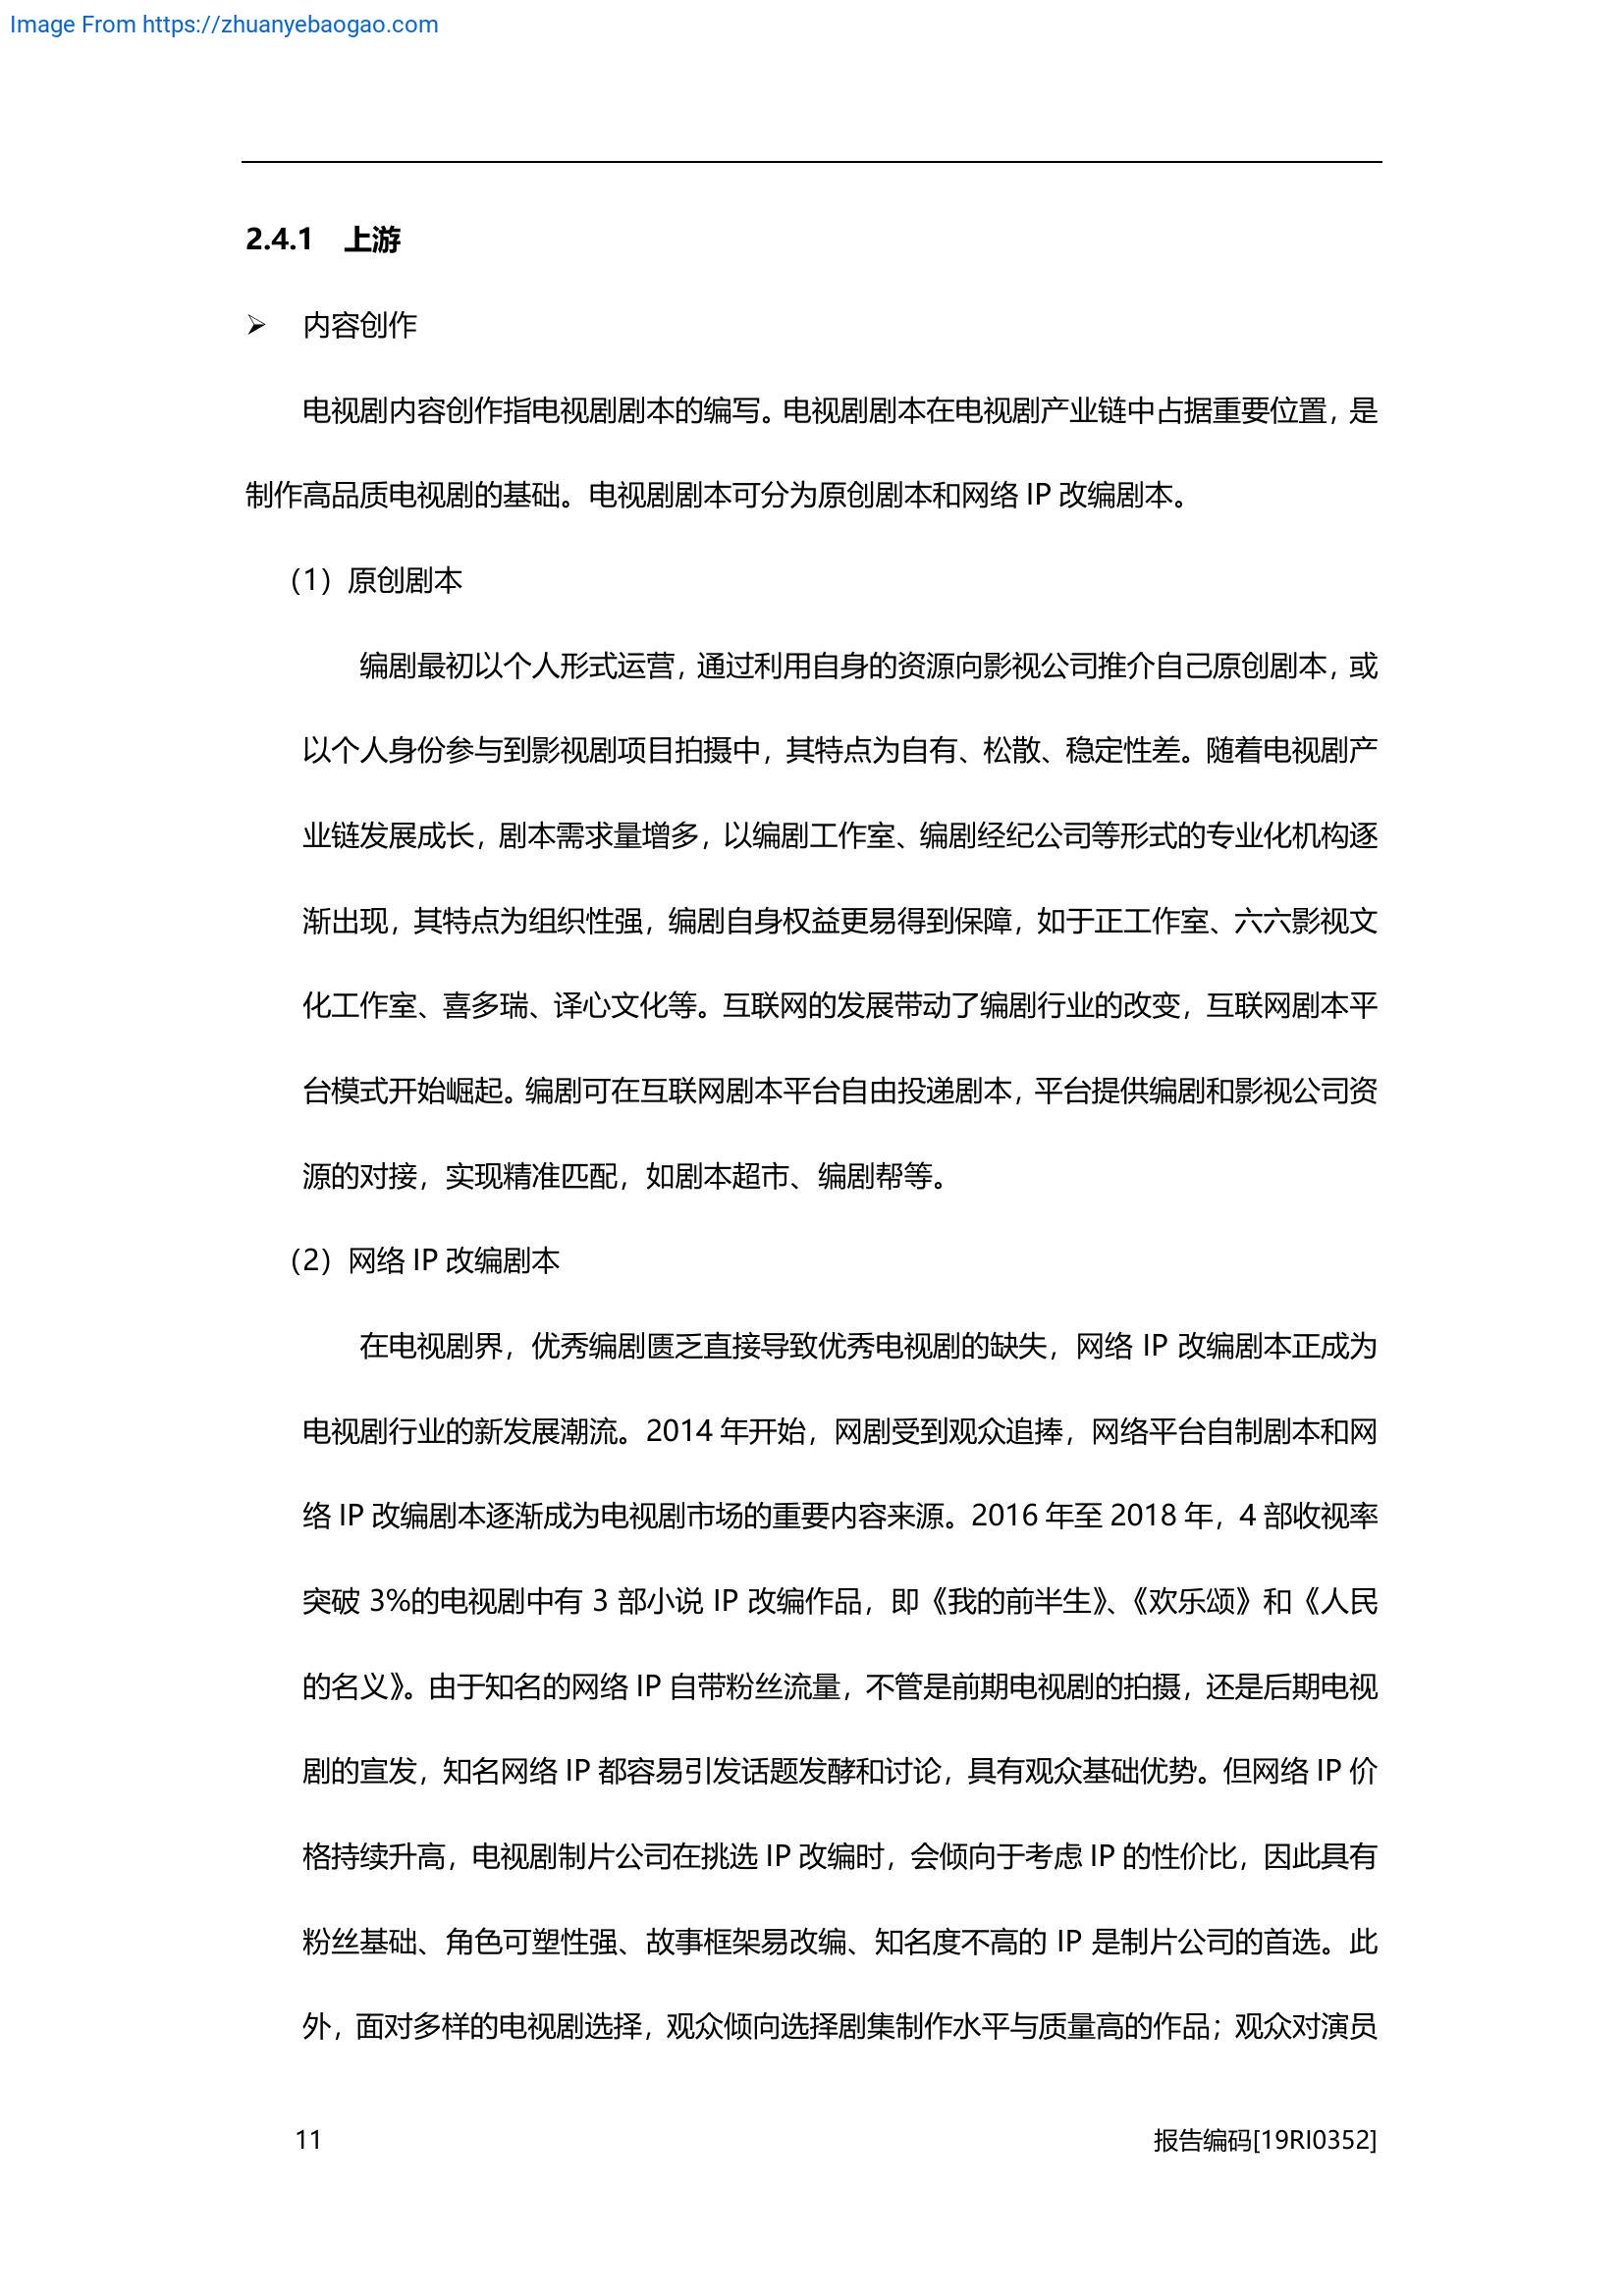 Image From https://zhuanyebaogao.com
2.4.1 上游
➢ 内容创作
电视剧内容创作指电视剧剧本的编写。电视剧剧本在电视剧产业链中占据重要位置，是
制作高品质电视剧的基础。电视剧剧本可分为原创剧本和网络 IP 改编剧本。
（1）原创剧本
编剧最初以个人形式运营，通过利用自身的资源向影视公司推介自己原创剧本，或
以个人身份参与到影视剧项目拍摄中，其特点为自有、松散、稳定性差。随着电视剧产
业链发展成长，剧本需求量增多，以编剧工作室、编剧经纪公司等形式的专业化机构逐
渐出现，其特点为组织性强，编剧自身权益更易得到保障，如于正工作室、六六影视文
化工作室、喜多瑞、译心文化等。互联网的发展带动了编剧行业的改变，互联网剧本平
台模式开始崛起。编剧可在互联网剧本平台自由投递剧本，平台提供编剧和影视公司资
源的对接，实现精准匹配，如剧本超市、编剧帮等。
（2）网络 IP 改编剧本
在电视剧界，优秀编剧匮乏直接导致优秀电视剧的缺失，网络 IP 改编剧本正成为
电视剧行业的新发展潮流。2014 年开始，网剧受到观众追捧，网络平台自制剧本和网
络 IP 改编剧本逐渐成为电视剧市场的重要内容来源。2016 年至 2018 年，4 部收视率
突破 3%的电视剧中有 3 部小说 IP 改编作品，即《我的前半生》、《欢乐颂》和《人民
的名义》。由于知名的网络 IP 自带粉丝流量，不管是前期电视剧的拍摄，还是后期电视
剧的宣发，知名网络 IP 都容易引发话题发酵和讨论，具有观众基础优势。但网络 IP 价
格持续升高，电视剧制片公司在挑选 IP 改编时，会倾向于考虑 IP 的性价比，因此具有
粉丝基础、角色可塑性强、故事框架易改编、知名度不高的 IP 是制片公司的首选。此
外，面对多样的电视剧选择，观众倾向选择剧集制作水平与质量高的作品；观众对演员
11 报告编码[19RI0352]